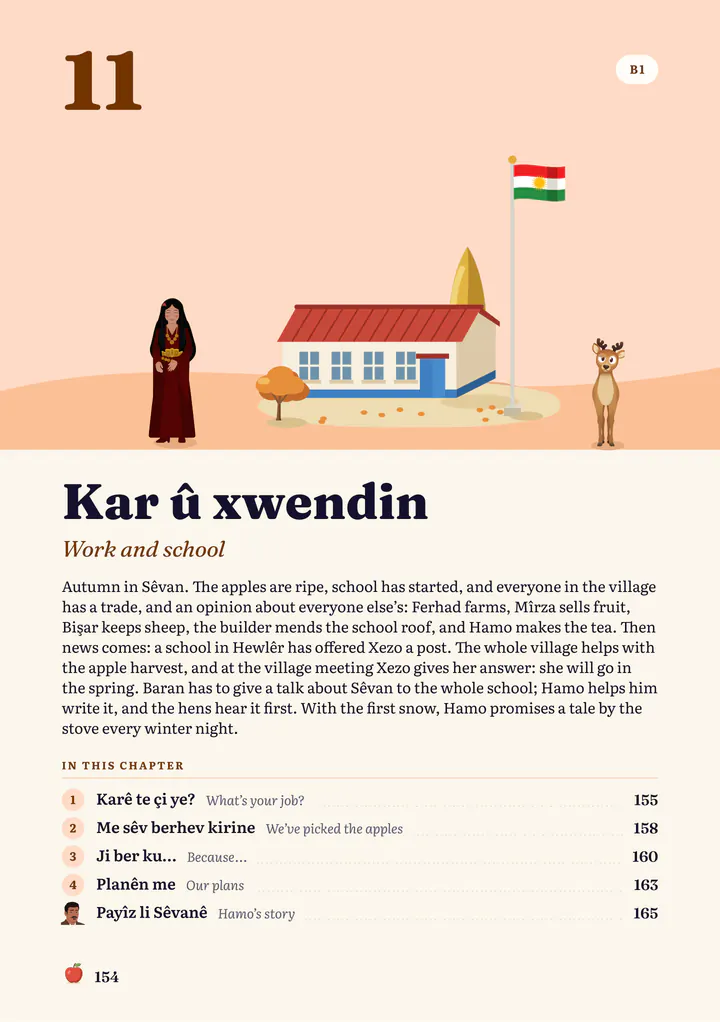 11
B1
Kar û xwendin
Work and school
Autumn in Sêvan. The apples are ripe, school has started, and everyone in the village
has a trade, and an opinion about everyone else’s: Ferhad farms, Mîrza sells fruit,
Bişar keeps sheep, the builder mends the school roof, and Hamo makes the tea. Then
news comes: a school in Hewlêr has offered Xezo a post. The whole village helps with
the apple harvest, and at the village meeting Xezo gives her answer: she will go in
the spring. Baran has to give a talk about Sêvan to the whole school; Hamo helps him
write it, and the hens hear it first. With the first snow, Hamo promises a tale by the
stove every winter night.
IN THIS CHAPTER
1 Karê te çi ye? What’s your job? 155
2 Me sêv berhev kirine We’ve picked the apples 158
3 Ji ber ku… Because… 160
4 Planên me Our plans 163
Payîz li Sêvanê Hamo’s story 165
154